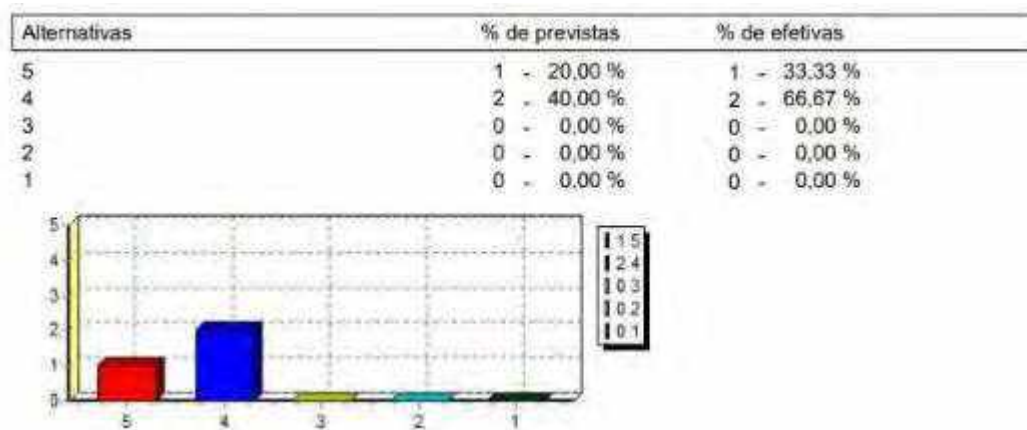 Alternativas % de previstas % de efetivas
5 1 - 20,00 % 1 - 33,33 %
4 2 - 40,00 % 2 - 66,67 %
3 0 - 0,00 % 0 - 0,00 %
2 0 - 0,00 % 0 - 0,00 %
1 0 - 0,00 % 0 - 0,00 %
5
4
3
2
1
0
5 4 3 2 1
1 5
2 4
0 3
0 2
0 1